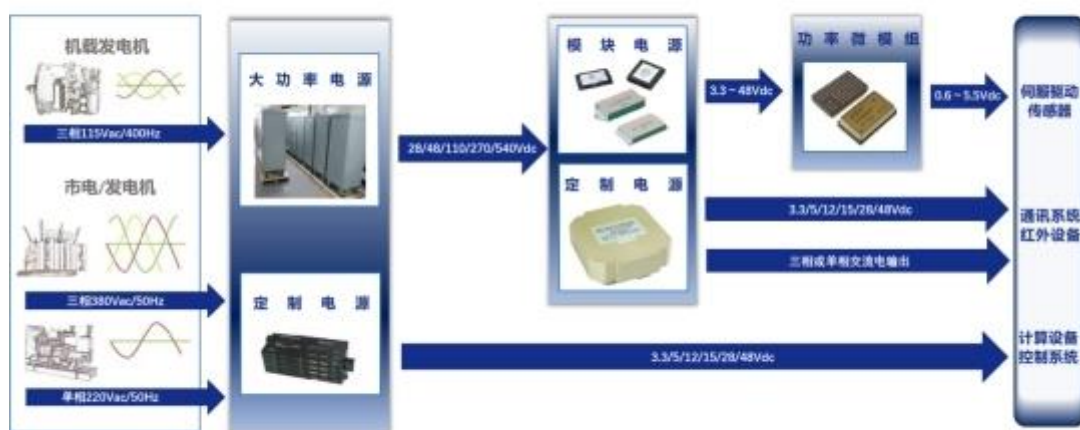 机载发电机
三相115Vac/400Hz
市电/发电机
三相380Vac/50Hz
单相220Vac/50Hz
大功率电源
定制电源
28/48/110/270/540Vdc
模块电源
定制电源
3.3~48Vdc
功率微模组
0.6~5.5Vdc
3.3/5/12/15/28/48Vdc
三相或单相交流电输出
3.3/5/12/15/28/48Vdc
伺服驱动
传感器
通讯系统
红外设备
计算设备
控制系统